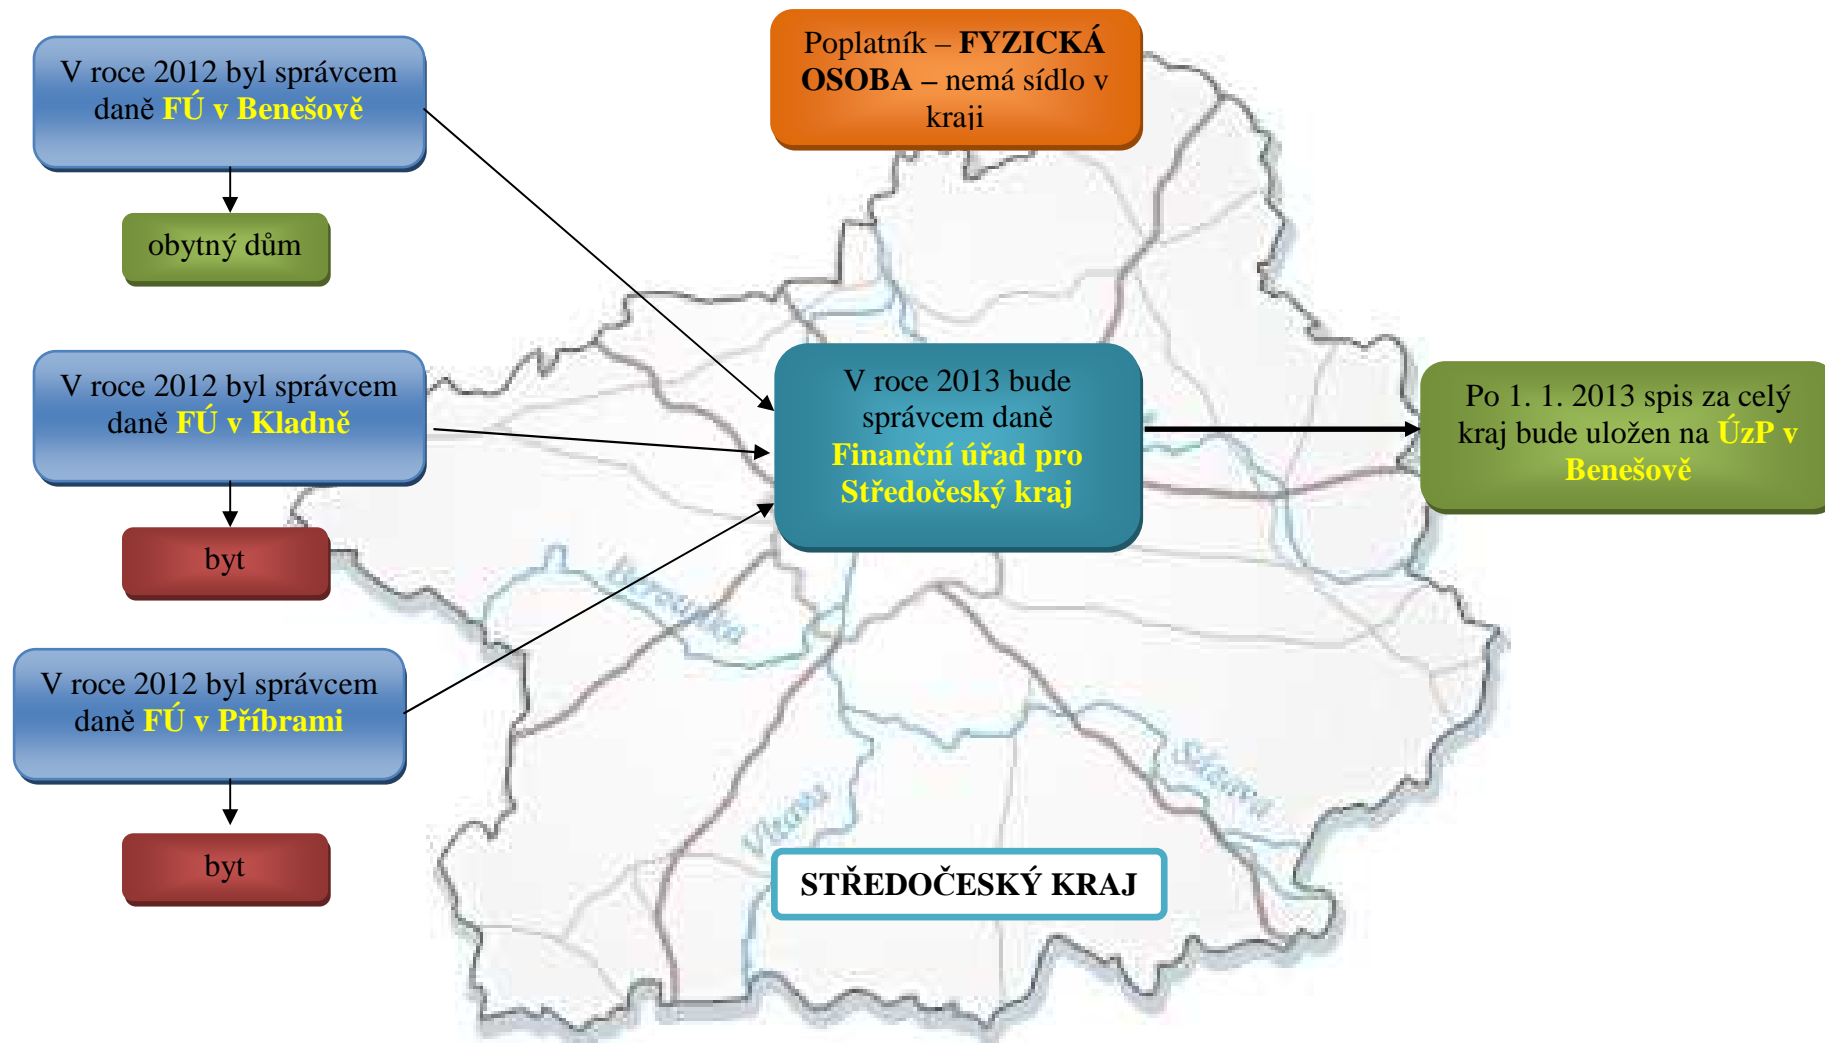 V roce 2012 byl správcem
daně FÚ v Benešově
obytný dům
Poplatník – FYZICKÁ
OSOBA – nemá sídlo v
kraji
V roce 2012 byl správcem
daně FÚ v Kladně
byt
V roce 2013 bude
správcem daně
Finanční úřad pro
Středočeský kraj
Po 1. 1. 2013 spis za celý
kraj bude uložen na ÚzP v
Benešově
V roce 2012 byl správcem
daně FÚ v Příbrami
byt
Berounka
Vltava
Sázava
STŘEDOČESKÝ KRAJ